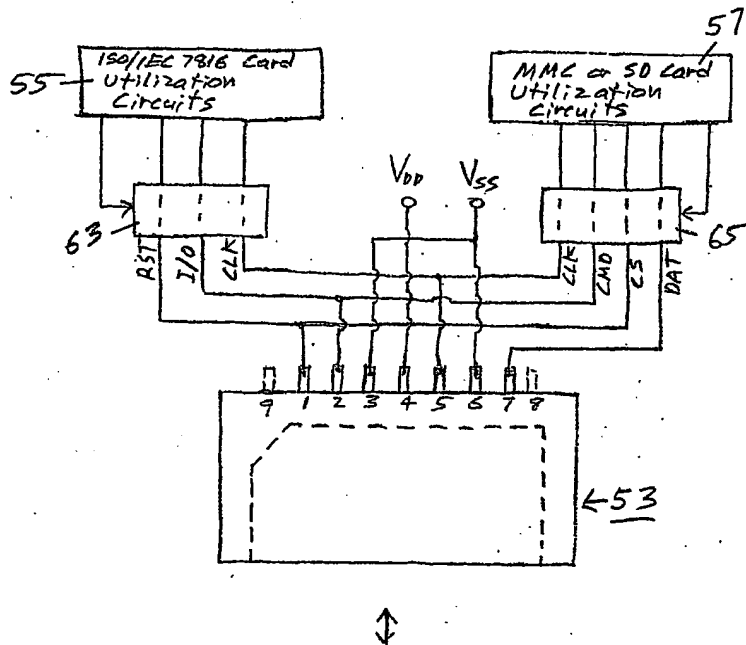 ISO/IEC 7816 Card
Utilization
Circuits
55
57
MMC or SD Card
Utilization
Circuits
VDD
VSS
63
65
RST
I/O
CLK
CLK
CMD
CS
DAT
9 1 2 3 4 5 6 7 8
53